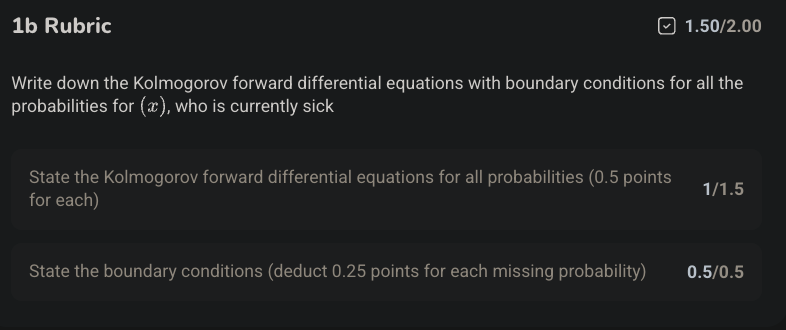 1b Rubric 1.50/2.00
Write down the Kolmogorov forward differential equations with boundary conditions for all the
probabilities for (x), who is currently sick
State the Kolmogorov forward differential equations for all probabilities (0.5 points
for each)
1/1.5
State the boundary conditions (deduct 0.25 points for each missing probability) 0.5/0.5